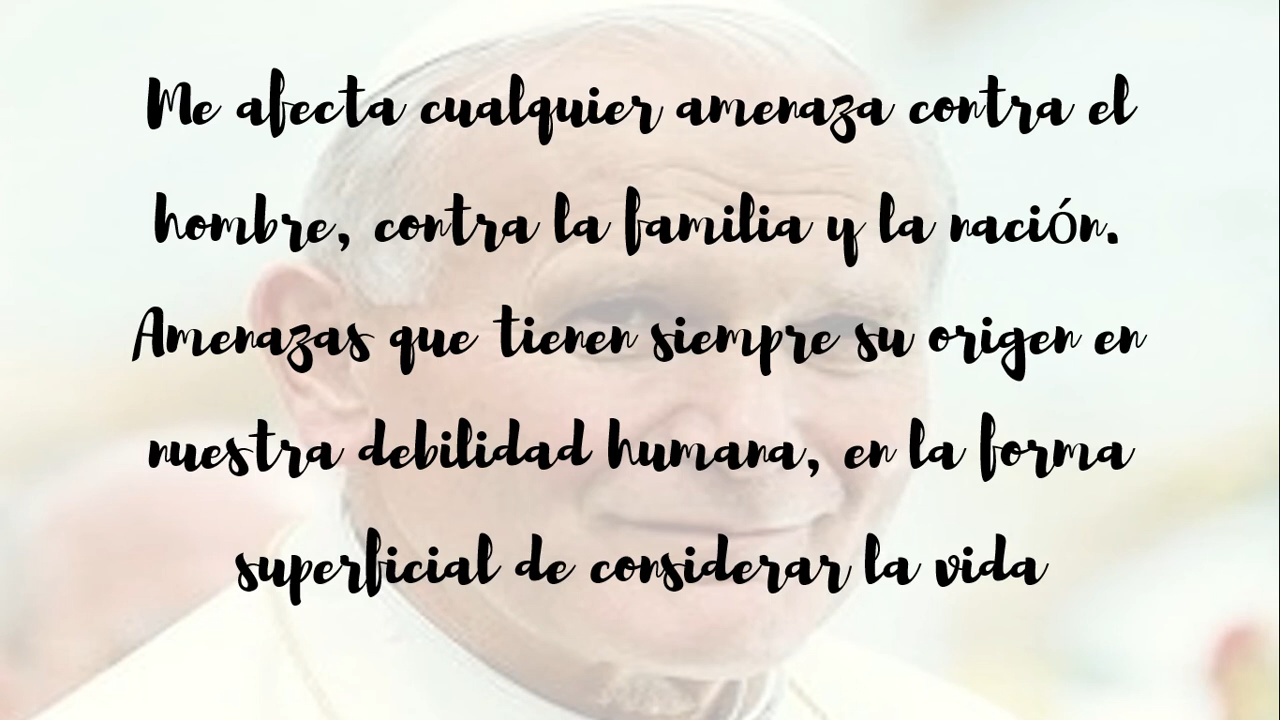 Me afecta cualquier amenaza contra el
hombre, contra la familia y la nación.
Amenazas que tienen siempre su origen en
nuestra debilidad humana, en la forma
superficial de considerar la vida